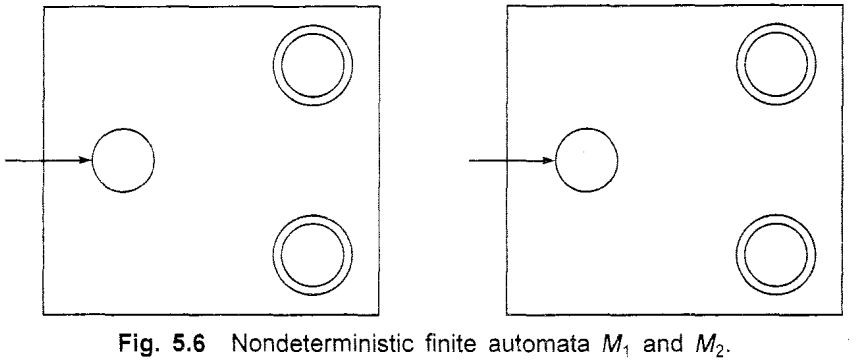 Fig. 5.6 Nondeterministic finite automata M₁ and M₂.